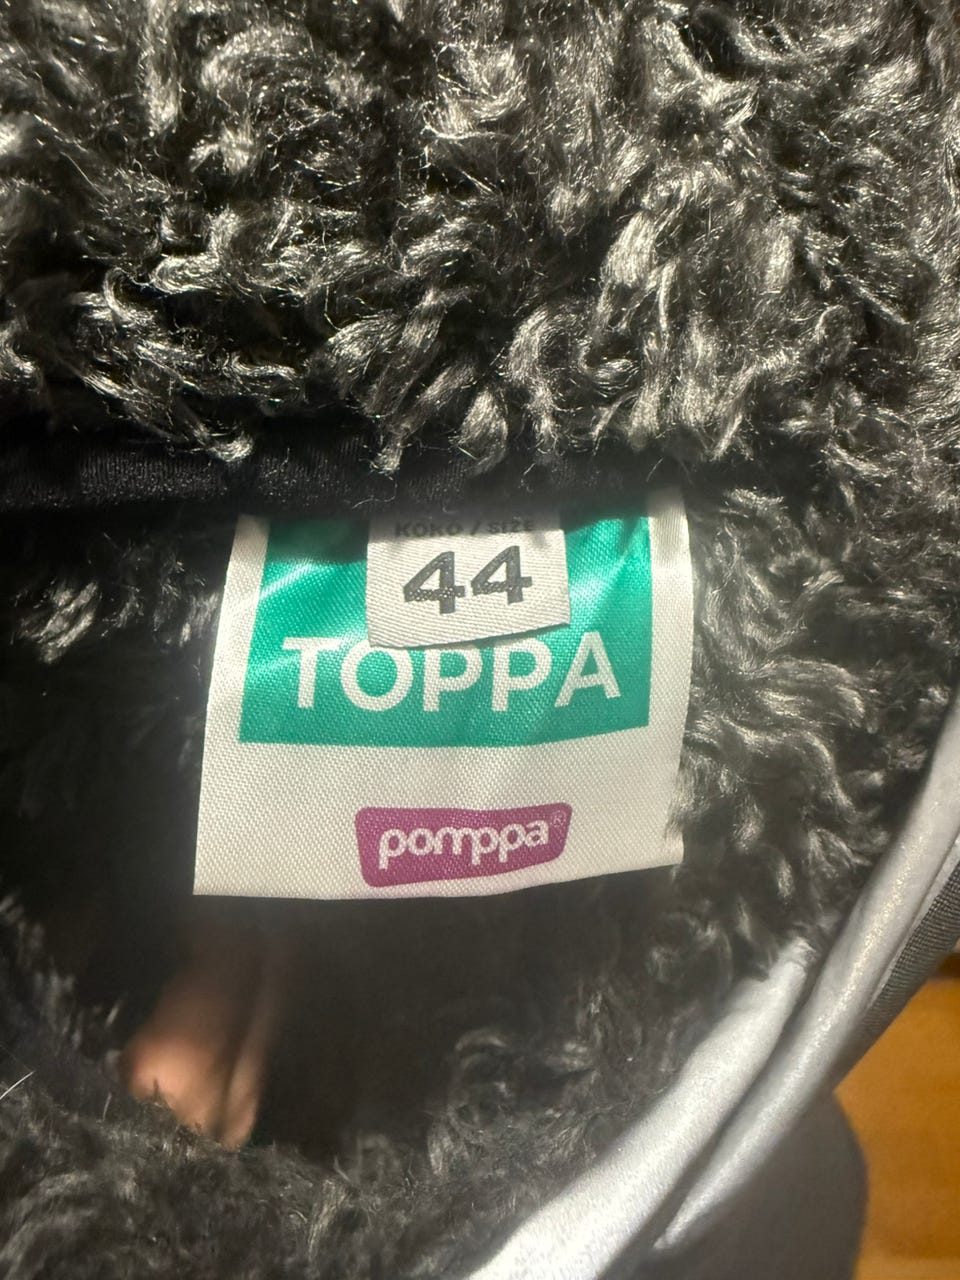 KOKO / SIZE
44
TOPPA
pomppa®